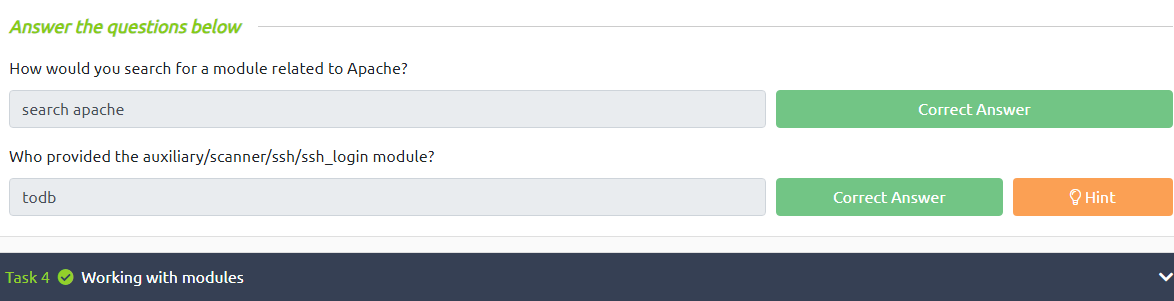 Answer the questions below
How would you search for a module related to Apache?
search apache
Correct Answer
Who provided the auxiliary/scanner/ssh/ssh_login module?
todb
Correct Answer
Hint
Task 4 Working with modules